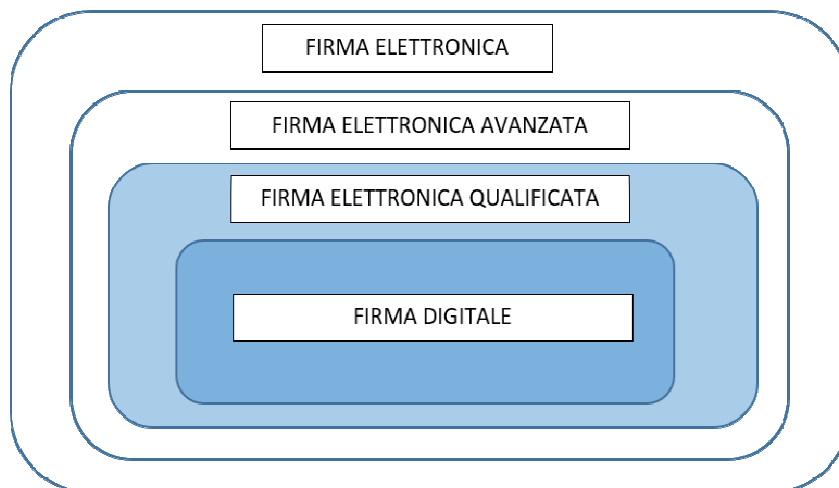 FIRMA ELETTRONICA
FIRMA ELETTRONICA AVANZATA
FIRMA ELETTRONICA QUALIFICATA
FIRMA DIGITALE